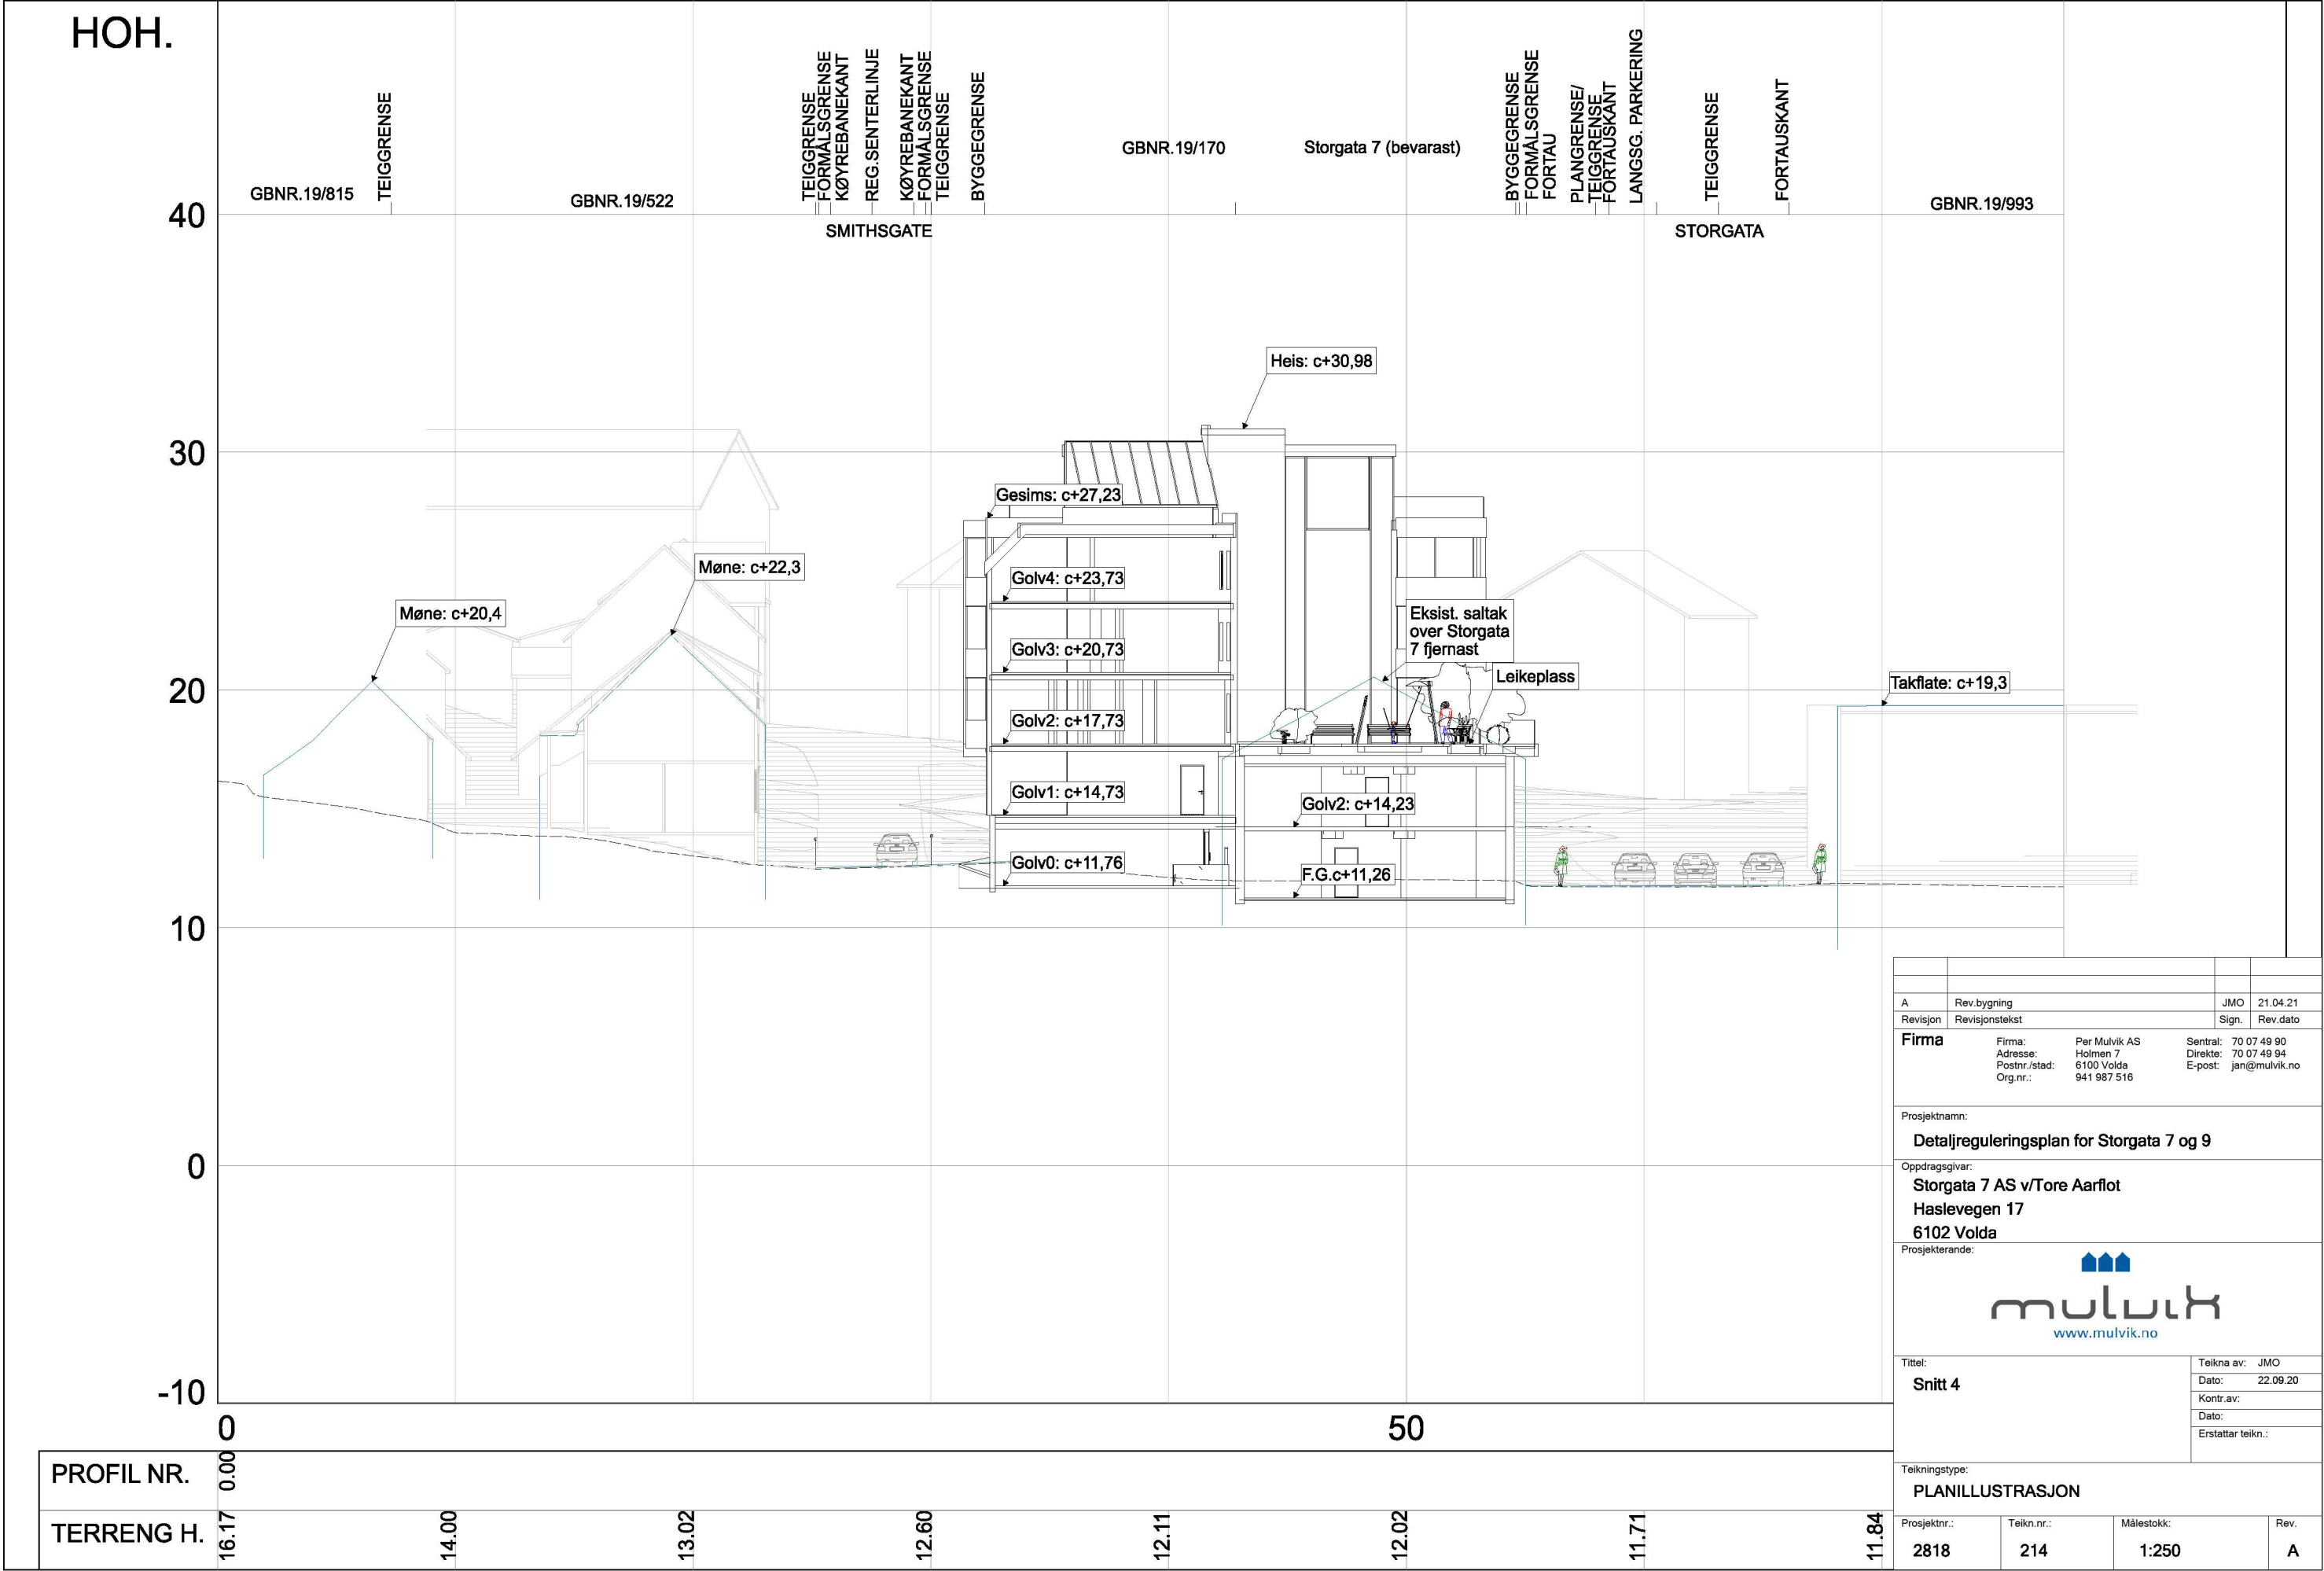 HOH.
TEIGGRENSE
TEIGGRENSE
FORMÅLSGRENSE
KØYREBANEKANT
REG.SENTERLINJE
KØYREBANEKANT
FORMÅLSGRENSE
TEIGGRENSE
BYGGEGRENSE
BYGGEGRENSE
FORMÅLSGRENSE
FORTAU
PLANGRENSE/
TEIGGRENSE
FORTAUSKANT
LANGSG. PARKERING
TEIGGRENSE
FORTAUSKANT
GBNR.19/815
GBNR.19/522
GBNR.19/170
Storgata 7 (bevarast)
GBNR.19/993
SMITHSGATE
STORGATA
40
30
20
10
0
-10
Heis: c+30,98
Gesims: c+27,23
Møne: c+22,3
Møne: c+20,4
Golv4: c+23,73
Golv3: c+20,73
Golv2: c+17,73
Golv1: c+14,73
Golv0: c+11,76
Eksist. saltak
over Storgata
7 fjernast
Leikeplass
Takflate: c+19,3
Golv2: c+14,23
F.G.c+11,26
0
50
PROFIL NR.
0.00
TERRENG H.
16.17
14.00
13.02
12.60
12.11
12.02
11.71
11.84
A Rev.bygning JMO 21.04.21
Revisjon Revisjonstekst Sign. Rev.dato
Firma
Firma: Per Mulvik AS Sentral: 70 07 49 90
Adresse: Holmen 7 Direkte: 70 07 49 94
Postnr./stad: 6100 Volda E-post: jan@mulvik.no
Org.nr.: 941 987 516
Prosjektnamn:
Detaljreguleringsplan for Storgata 7 og 9
Oppdragsgivar:
Storgata 7 AS v/Tore Aarflot
Haslevegen 17
6102 Volda
Prosjekterande:
mulvik
www.mulvik.no
Tittel:
Snitt 4
Teikna av: JMO
Dato: 22.09.20
Kontr.av:
Dato:
Erstattar teikn.:
Teikningstype:
PLANILLUSTRASJON
Prosjektnr.: Teikn.nr.: Målestokk: Rev.
2818 214 1:250 A